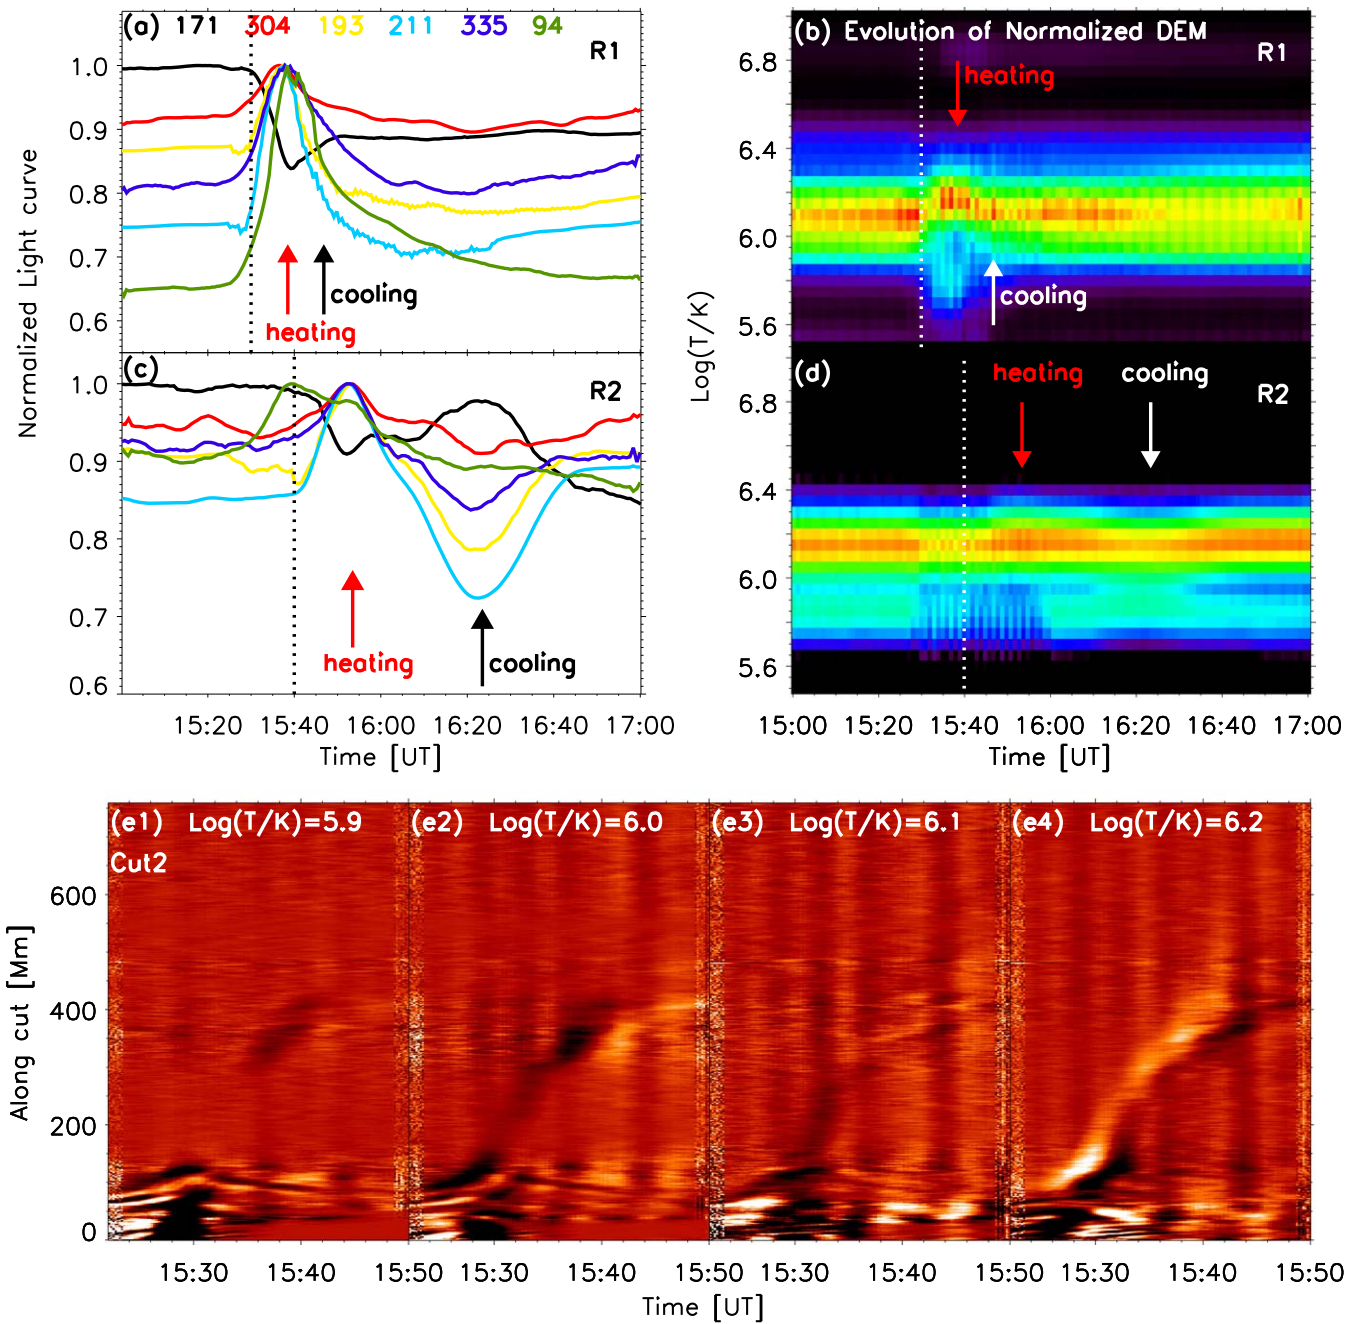 (a) 171 304 193 211 335 94
R1
1.0
0.9
0.8
0.7
0.6
Normalized Light curve
heating
cooling
(b) Evolution of Normalized DEM
R1
heating
cooling
6.8
6.4
6.0
5.6
Log(T/K)
(c)
R2
1.0
0.9
0.8
0.7
0.6
heating
cooling
15:20 15:40 16:00 16:20 16:40 17:00
Time [UT]
(d)
R2
heating
cooling
6.8
6.4
6.0
5.6
15:00 15:20 15:40 16:00 16:20 16:40 17:00
Time [UT]
(e1) Log(T/K)=5.9
Cut2
(e2) Log(T/K)=6.0
(e3) Log(T/K)=6.1
(e4) Log(T/K)=6.2
600
400
200
0
Along cut [Mm]
15:30 15:40 15:50 15:30 15:40 15:50 15:30 15:40 15:50 15:30 15:50
Time [UT]